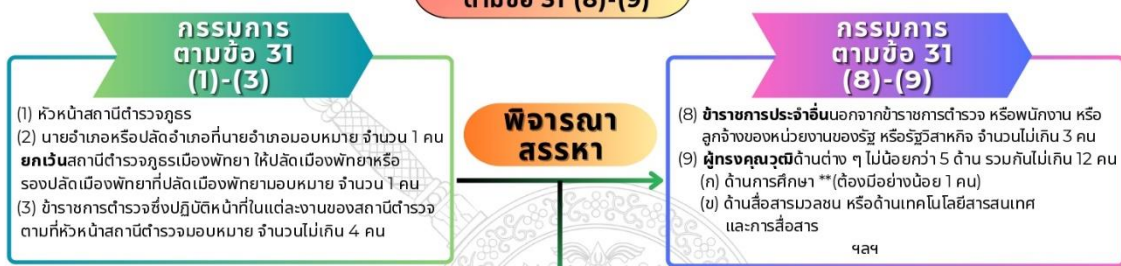 ตามข้อ 31 (8)-(9)
กรรมการ
ตามข้อ 31
(1)-(3)
(1) หัวหน้าสถานีตำรวจภูธร
(2) นายอำเภอหรือปลัดอำเภอที่นายอำเภอมอบหมาย จำนวน 1 คน
ยกเว้นสถานีตำรวจภูธรเมืองพัทยา ให้ปลัดเมืองพัทยาหรือ
รองปลัดเมืองพัทยาที่ปลัดเมืองพัทยามอบหมาย จำนวน 1 คน
(3) ข้าราชการตำรวจซึ่งปฏิบัติหน้าที่ในแต่ละงานของสถานีตำรวจ
ตามที่หัวหน้าสถานีตำรวจมอบหมาย จำนวนไม่เกิน 4 คน
พิจารณา
สรรหา
กรรมการ
ตามข้อ 31
(8)-(9)
(8) ข้าราชการประจำอื่นนอกจากข้าราชการตำรวจ หรือพนักงาน หรือ
ลูกจ้างของหน่วยงานของรัฐ หรือรัฐวิสาหกิจ จำนวนไม่เกิน 3 คน
(9) ผู้ทรงคุณวุฒิด้านต่าง ๆ ไม่น้อยกว่า 5 ด้าน รวมกันไม่เกิน 12 คน
(ก) ด้านการศึกษา **(ต้องมีอย่างน้อย 1 คน)
(ข) ด้านสื่อสารมวลชน หรือด้านเทคโนโลยีสารสนเทศ
และการสื่อสาร
ฯลฯ